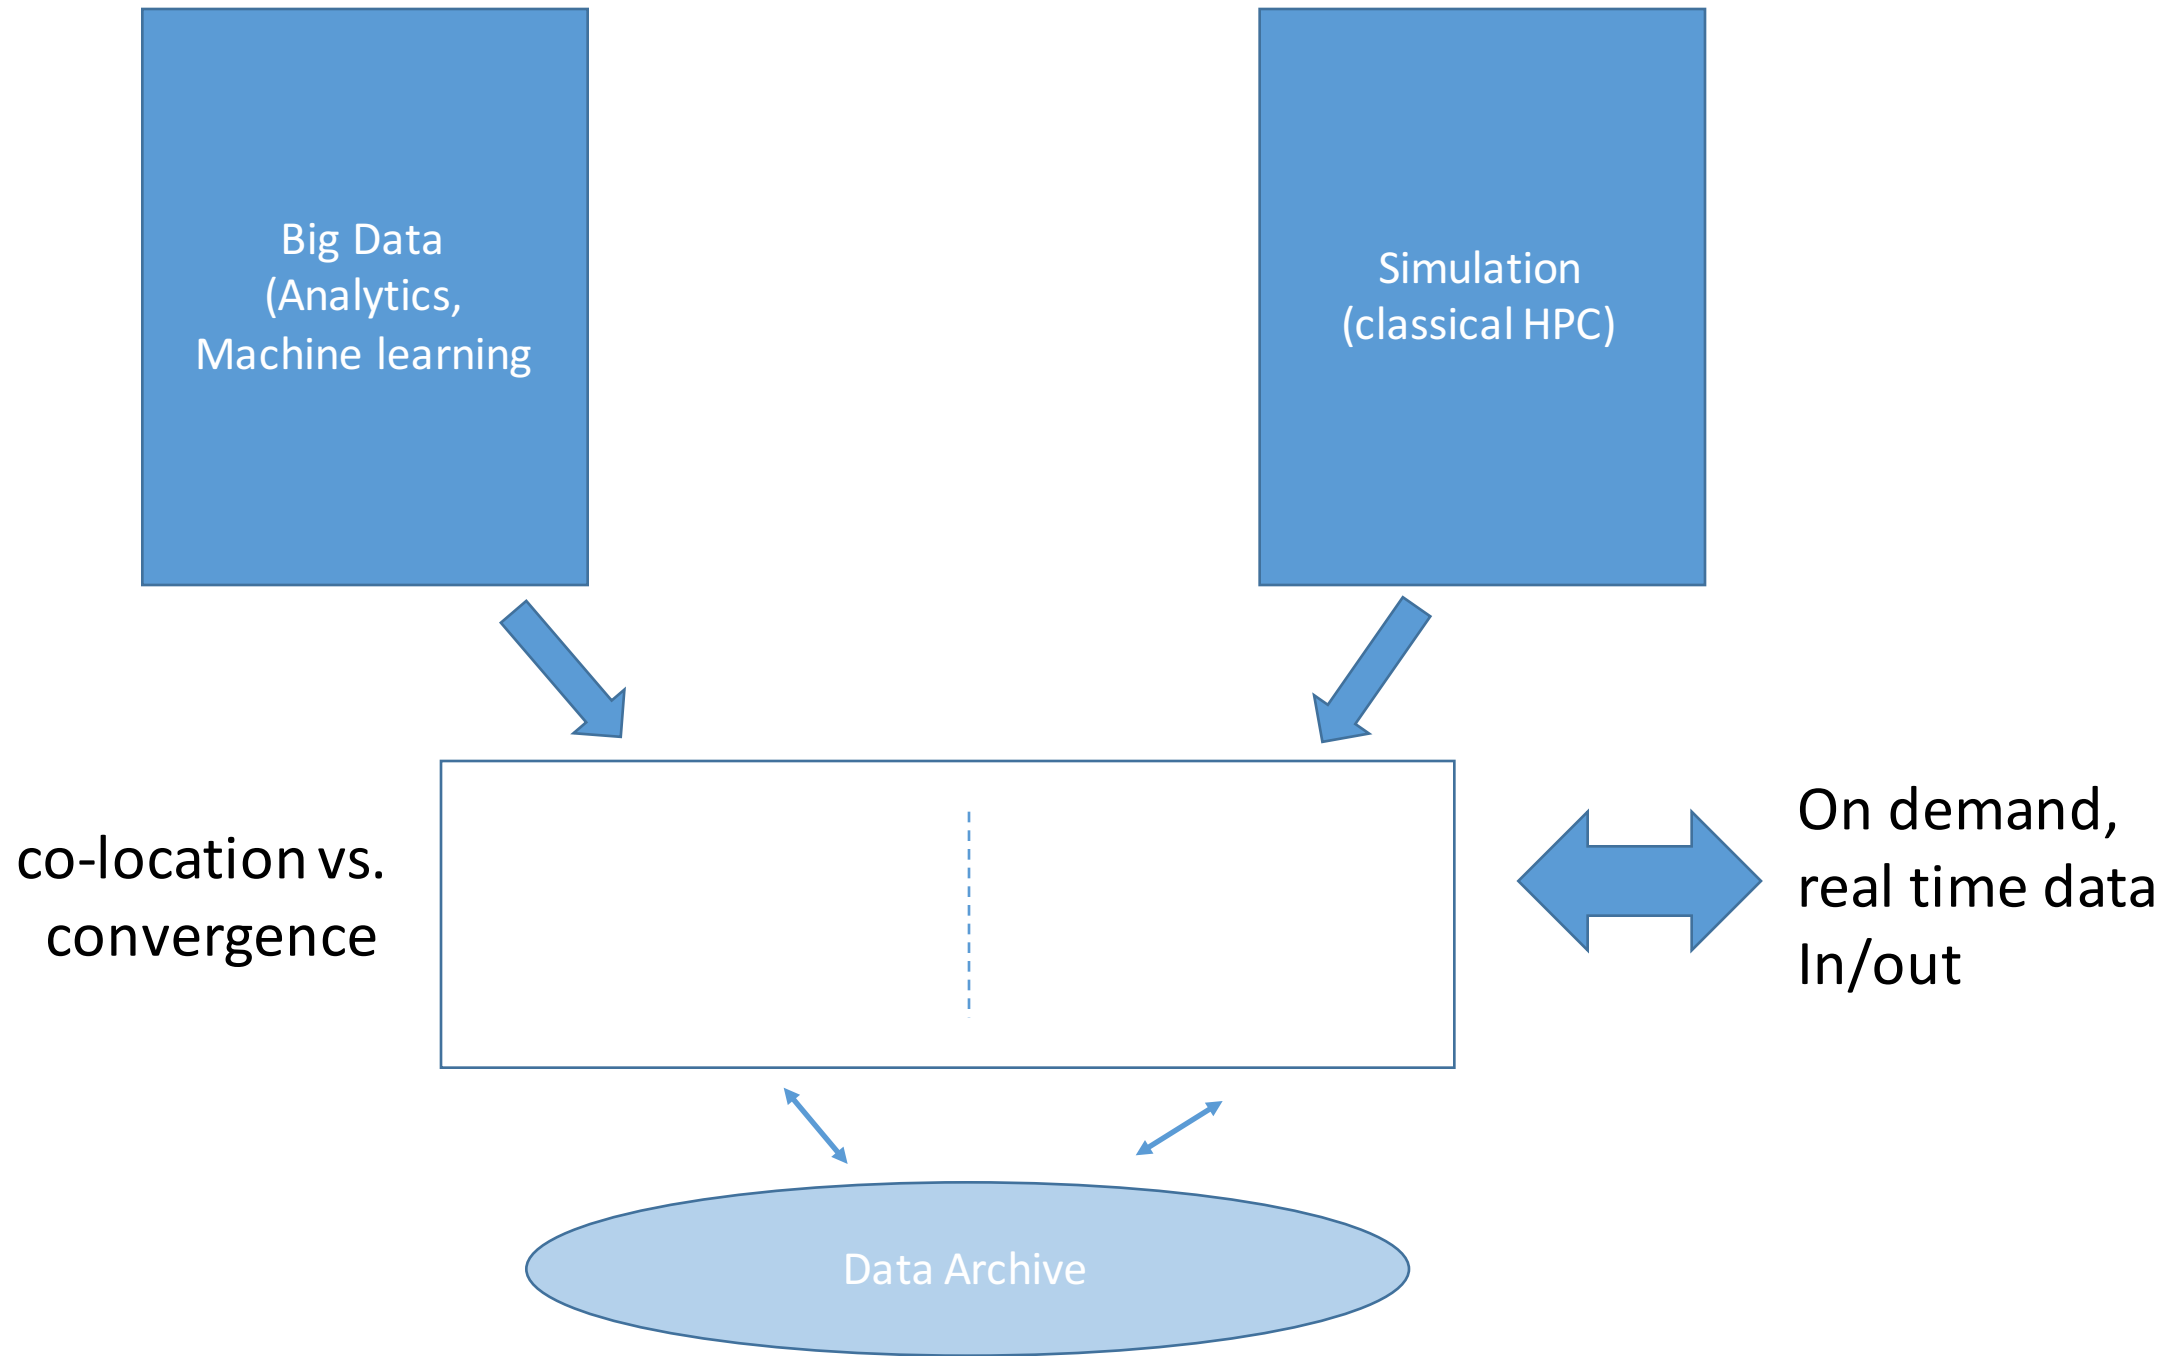 Big Data
(Analytics,
Machine learning
Simulation
(classical HPC)
co-location vs.
convergence
On demand,
real time data
In/out
Data Archive